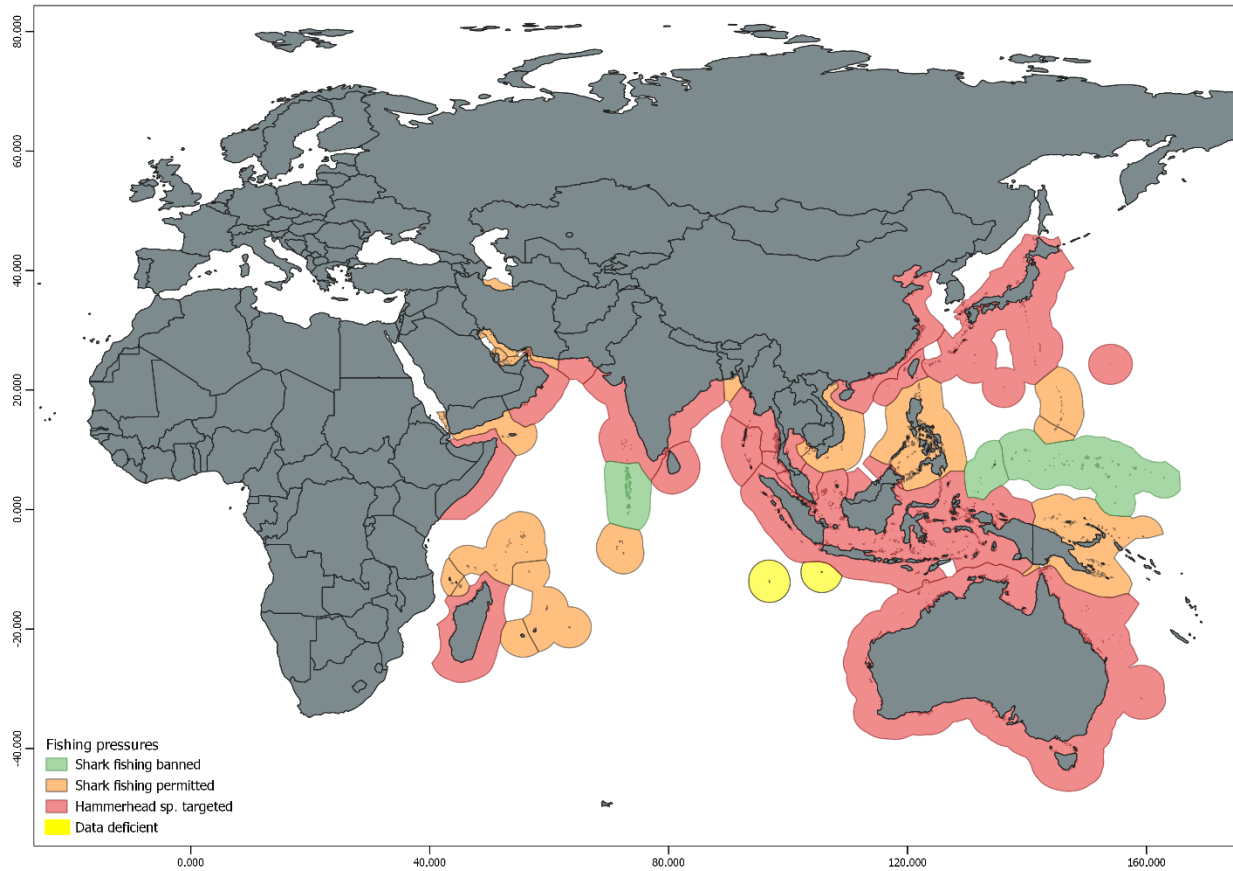 80.000
60.000
40.000
20.000
0.000
-20.000
-40.000
Fishing pressures
Shark fishing banned
Shark fishing permitted
Hammerhead sp. targeted
Data deficient
0.000 40.000 80.000 120.000 160.000